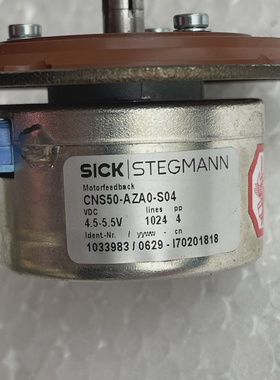 SICK | STEGMANN
Motorfeedback
CNS50-AZA0-S04
VDC lines pp
4.5-5.5V 1024 4
Ident.-Nr. / yyww - cn
1033983 / 0629 - I70201818